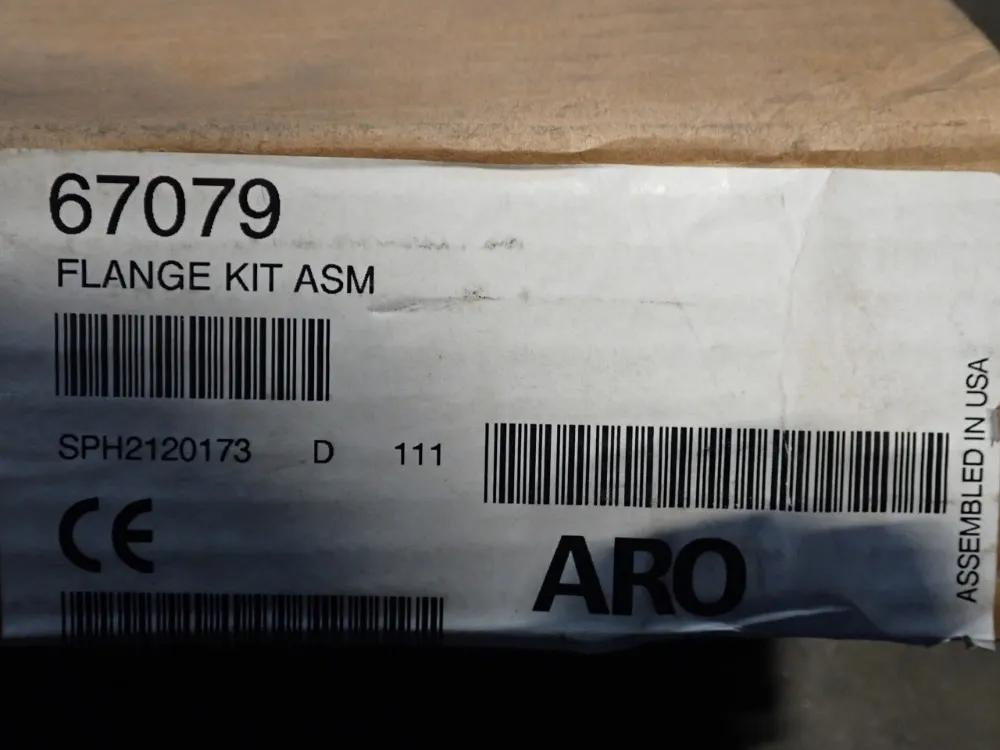 67079
FLANGE KIT ASM
SPH2120173 D 111
CE
ARO
ASSEMBLED IN USA